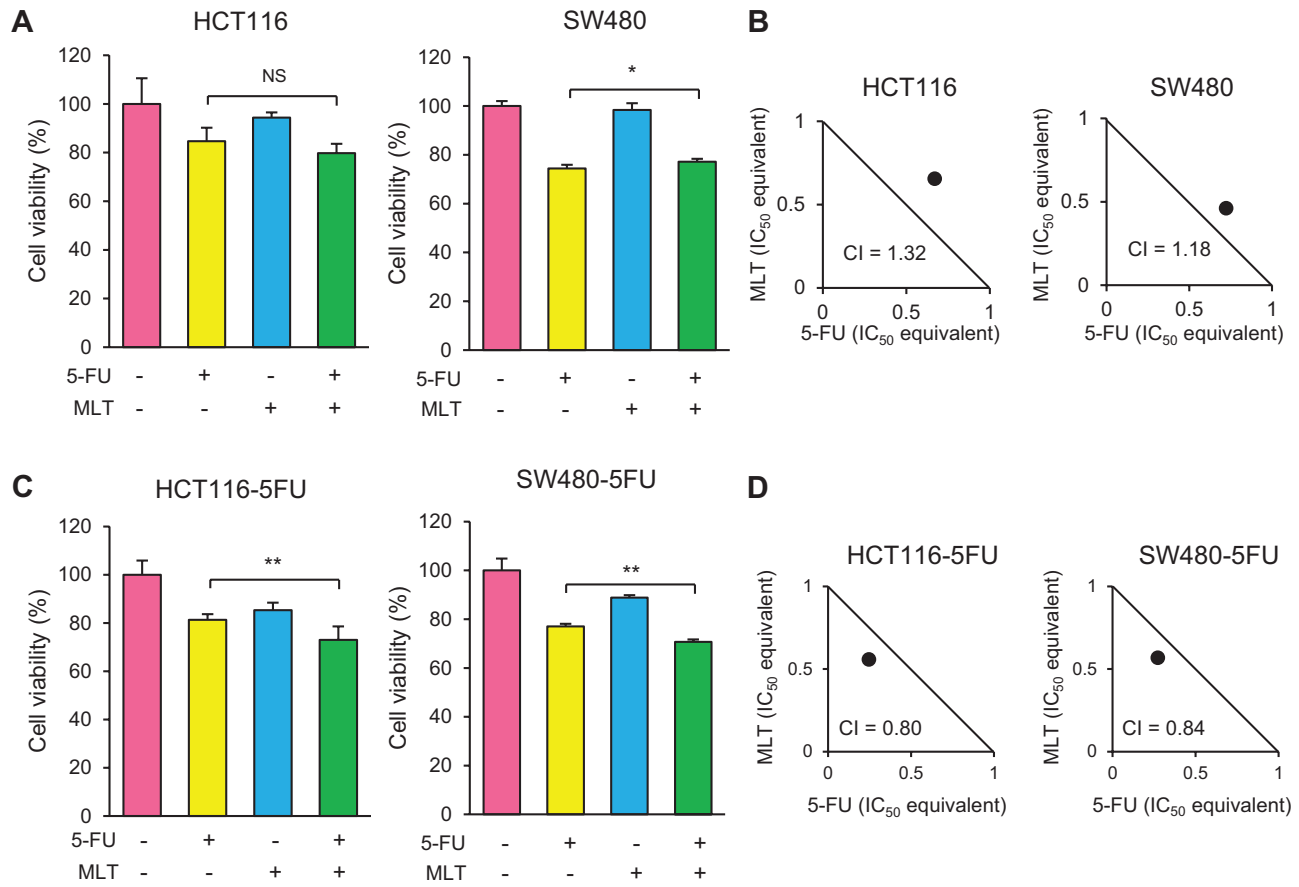 A
HCT116
Cell viability (%)
120
100
80
60
40
20
0
NS
5-FU - + - +
MLT - - + +
SW480
Cell viability (%)
120
100
80
60
40
20
0
*
- + - +
- - + +
B
HCT116
MLT (IC50 equivalent)
1
0.5
0
CI = 1.32
0 0.5 1
5-FU (IC50 equivalent)
SW480
MLT (IC50 equivalent)
1
0.5
0
CI = 1.18
0 0.5 1
5-FU (IC50 equivalent)
C
HCT116-5FU
Cell viability (%)
120
100
80
60
40
20
0
**
5-FU - + - +
MLT - - + +
SW480-5FU
Cell viability (%)
120
100
80
60
40
20
0
**
- + - +
- - + +
D
HCT116-5FU
MLT (IC50 equivalent)
1
0.5
0
CI = 0.80
0 0.5 1
5-FU (IC50 equivalent)
SW480-5FU
MLT (IC50 equivalent)
1
0.5
0
CI = 0.84
0 0.5 1
5-FU (IC50 equivalent)